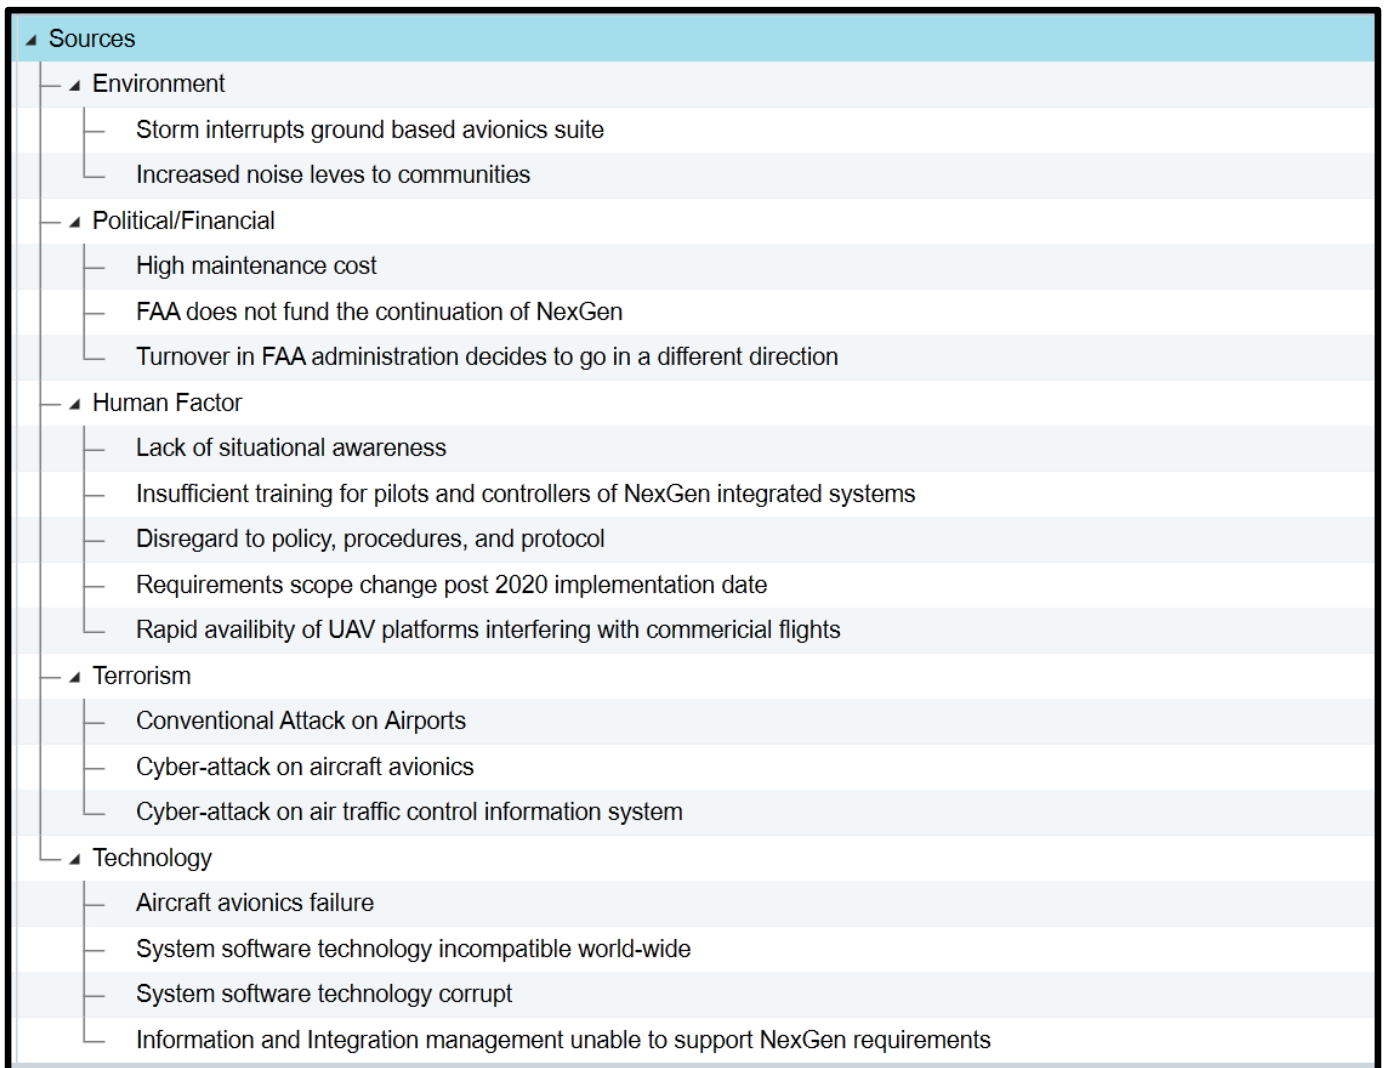 Sources
Environment
Storm interrupts ground based avionics suite
Increased noise leves to communities
Political/Financial
High maintenance cost
FAA does not fund the continuation of NexGen
Turnover in FAA administration decides to go in a different direction
Human Factor
Lack of situational awareness
Insufficient training for pilots and controllers of NexGen integrated systems
Disregard to policy, procedures, and protocol
Requirements scope change post 2020 implementation date
Rapid availibity of UAV platforms interfering with commericial flights
Terrorism
Conventional Attack on Airports
Cyber-attack on aircraft avionics
Cyber-attack on air traffic control information system
Technology
Aircraft avionics failure
System software technology incompatible world-wide
System software technology corrupt
Information and Integration management unable to support NexGen requirements